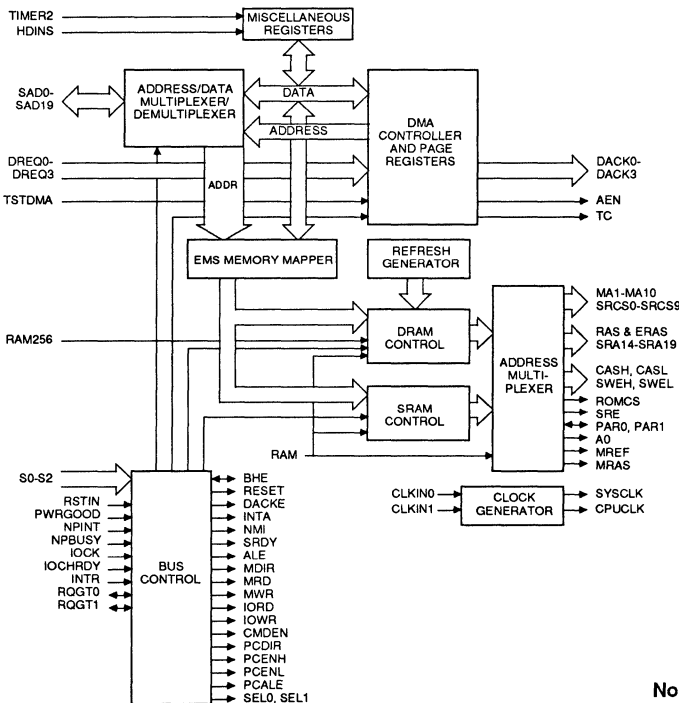 TIMER2
HDINS
MISCELLANEOUS
REGISTERS
SAD0-
SAD19
ADDRESS/DATA
MULTIPLEXER/
DEMULTIPLEXER
DATA
ADDRESS
DMA
CONTROLLER
AND PAGE
REGISTERS
DREQ0-
DREQ3
TSTDMA
ADDR
DACK0-
DACK3
AEN
TC
EMS MEMORY MAPPER
REFRESH
GENERATOR
RAM256
DRAM
CONTROL
SRAM
CONTROL
RAM
ADDRESS
MULTI-
PLEXER
MA1-MA10
SRCS0-SRCS9
RAS & ERAS
SRA14-SRA19
CASH, CASL
SWEH, SWEL
ROMCS
SRE
PAR0, PAR1
A0
MREF
MRAS
S0-S2
RSTIN
PWRGOOD
NPINT
NPBUSY
IOCK
IOCHRDY
INTR
RQGT0
RQGT1
BUS
CONTROL
BHE
RESET
DACKE
INTA
NMI
SRDY
ALE
MDIR
MRD
MWR
IORD
IOWR
CMDEN
PCDIR
PCENH
PCENL
PCALE
SEL0, SEL1
CLKIN0
CLKIN1
CLOCK
GENERATOR
SYSCLK
CPUCLK
No